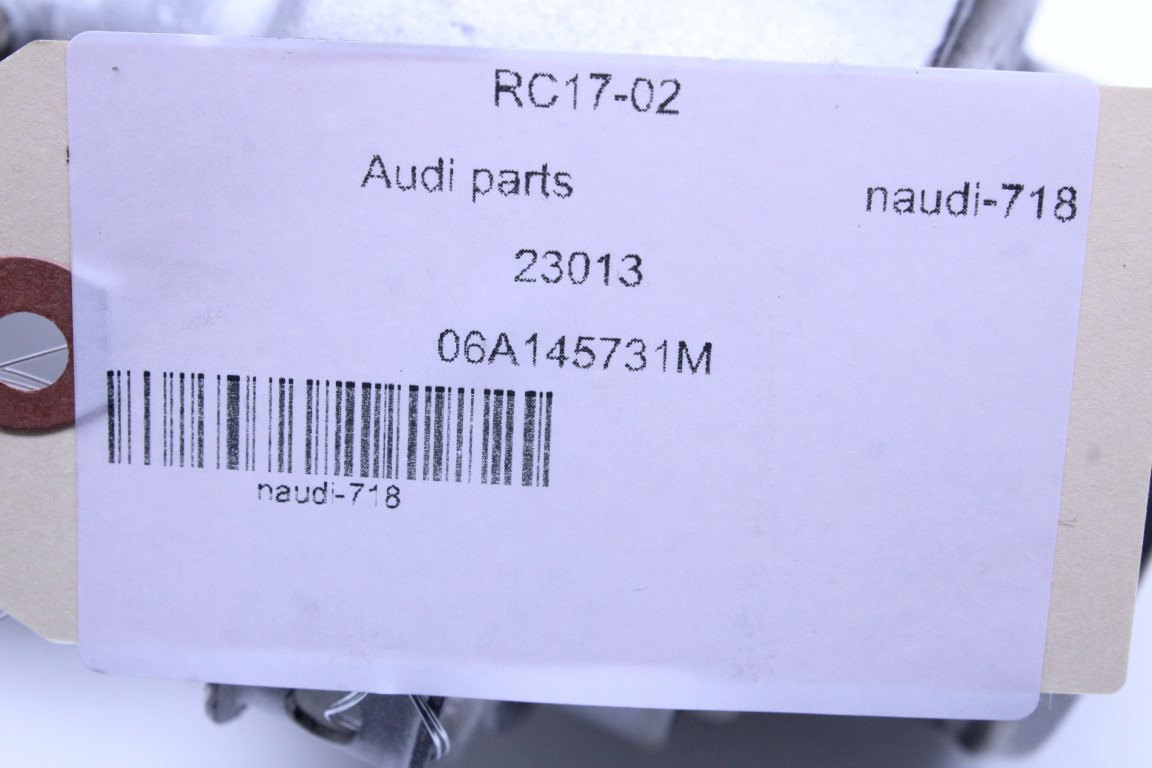 RC17-02
Audi parts
naudi-718
23013
06A145731M
naudi-718